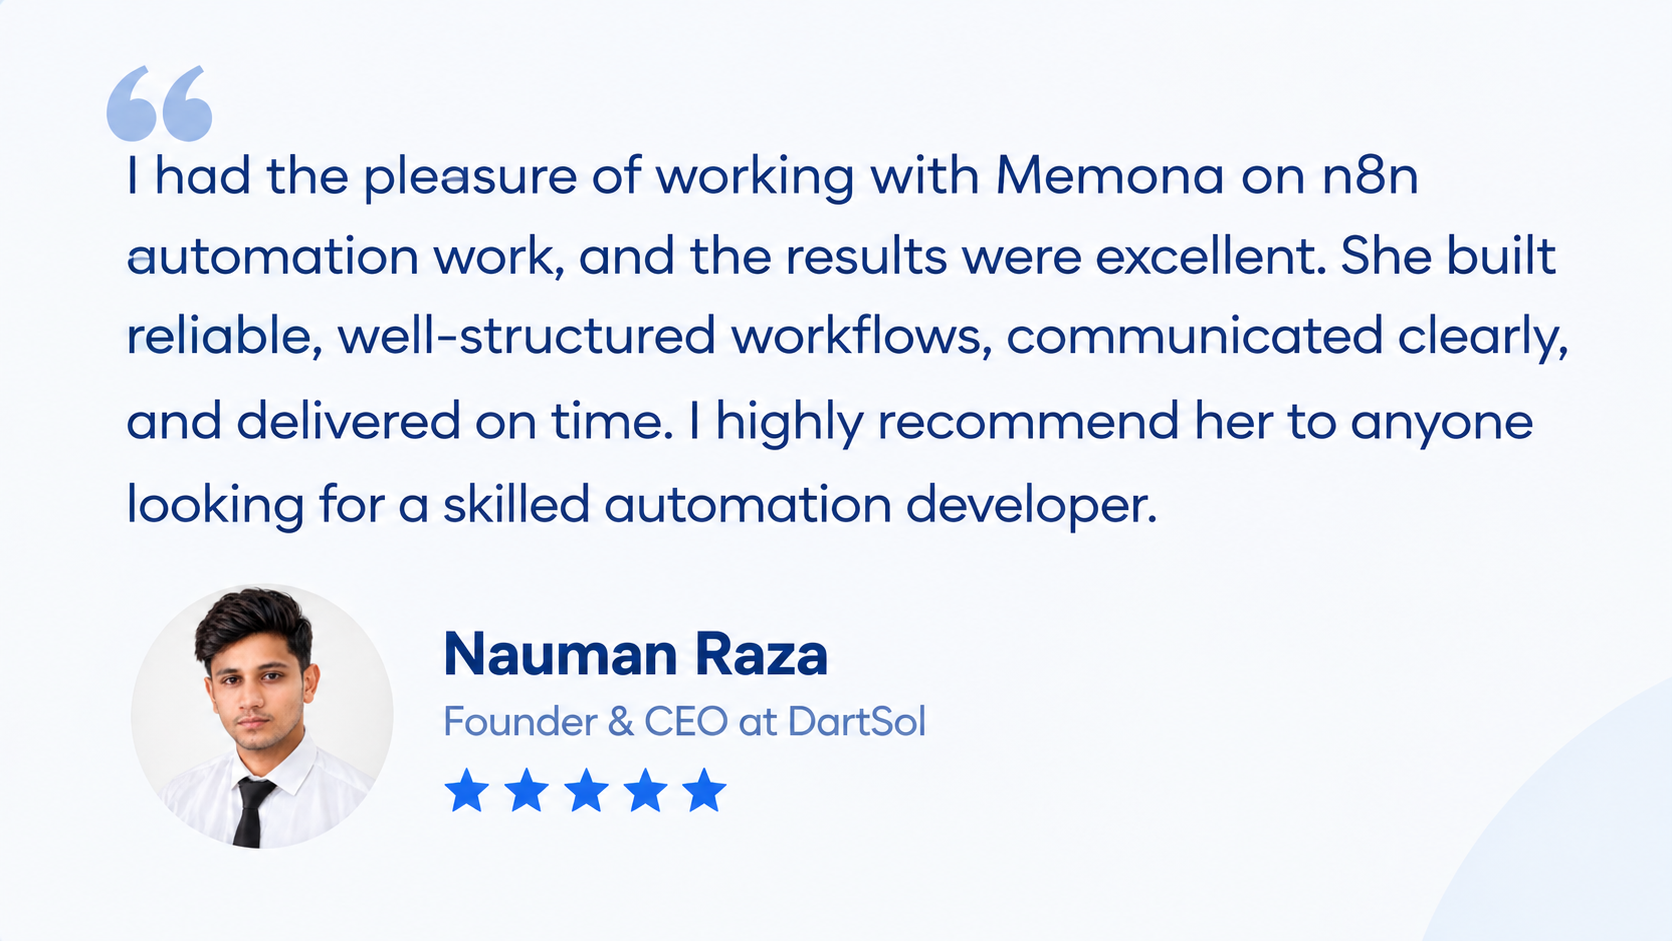 “
I had the pleasure of working with Memona on n8n
automation work, and the results were excellent. She built
reliable, well-structured workflows, communicated clearly,
and delivered on time. I highly recommend her to anyone
looking for a skilled automation developer.
Nauman Raza
Founder & CEO at DartSol